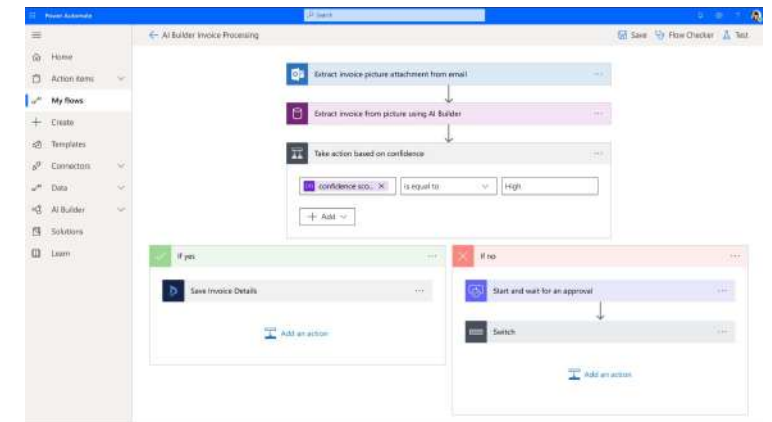 Power Automate
Search
AI Builder Invoice Processing
Save
Flow Checker
Test
Home
Action items
My flows
Create
Templates
Connectors
Data
AI Builder
Solutions
Learn
Extract invoice picture attachment from email
Extract invoice from picture using AI Builder
Take action based on confidence
confidence sco... is equal to High
Add
If yes
Save Invoice Details
Add an action
If no
Start and wait for an approval
Switch
Add an action